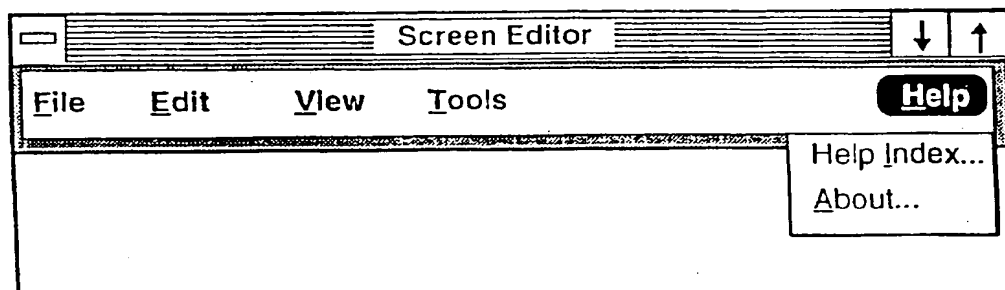 Screen Editor
File Edit View Tools Help
Help Index...
About...